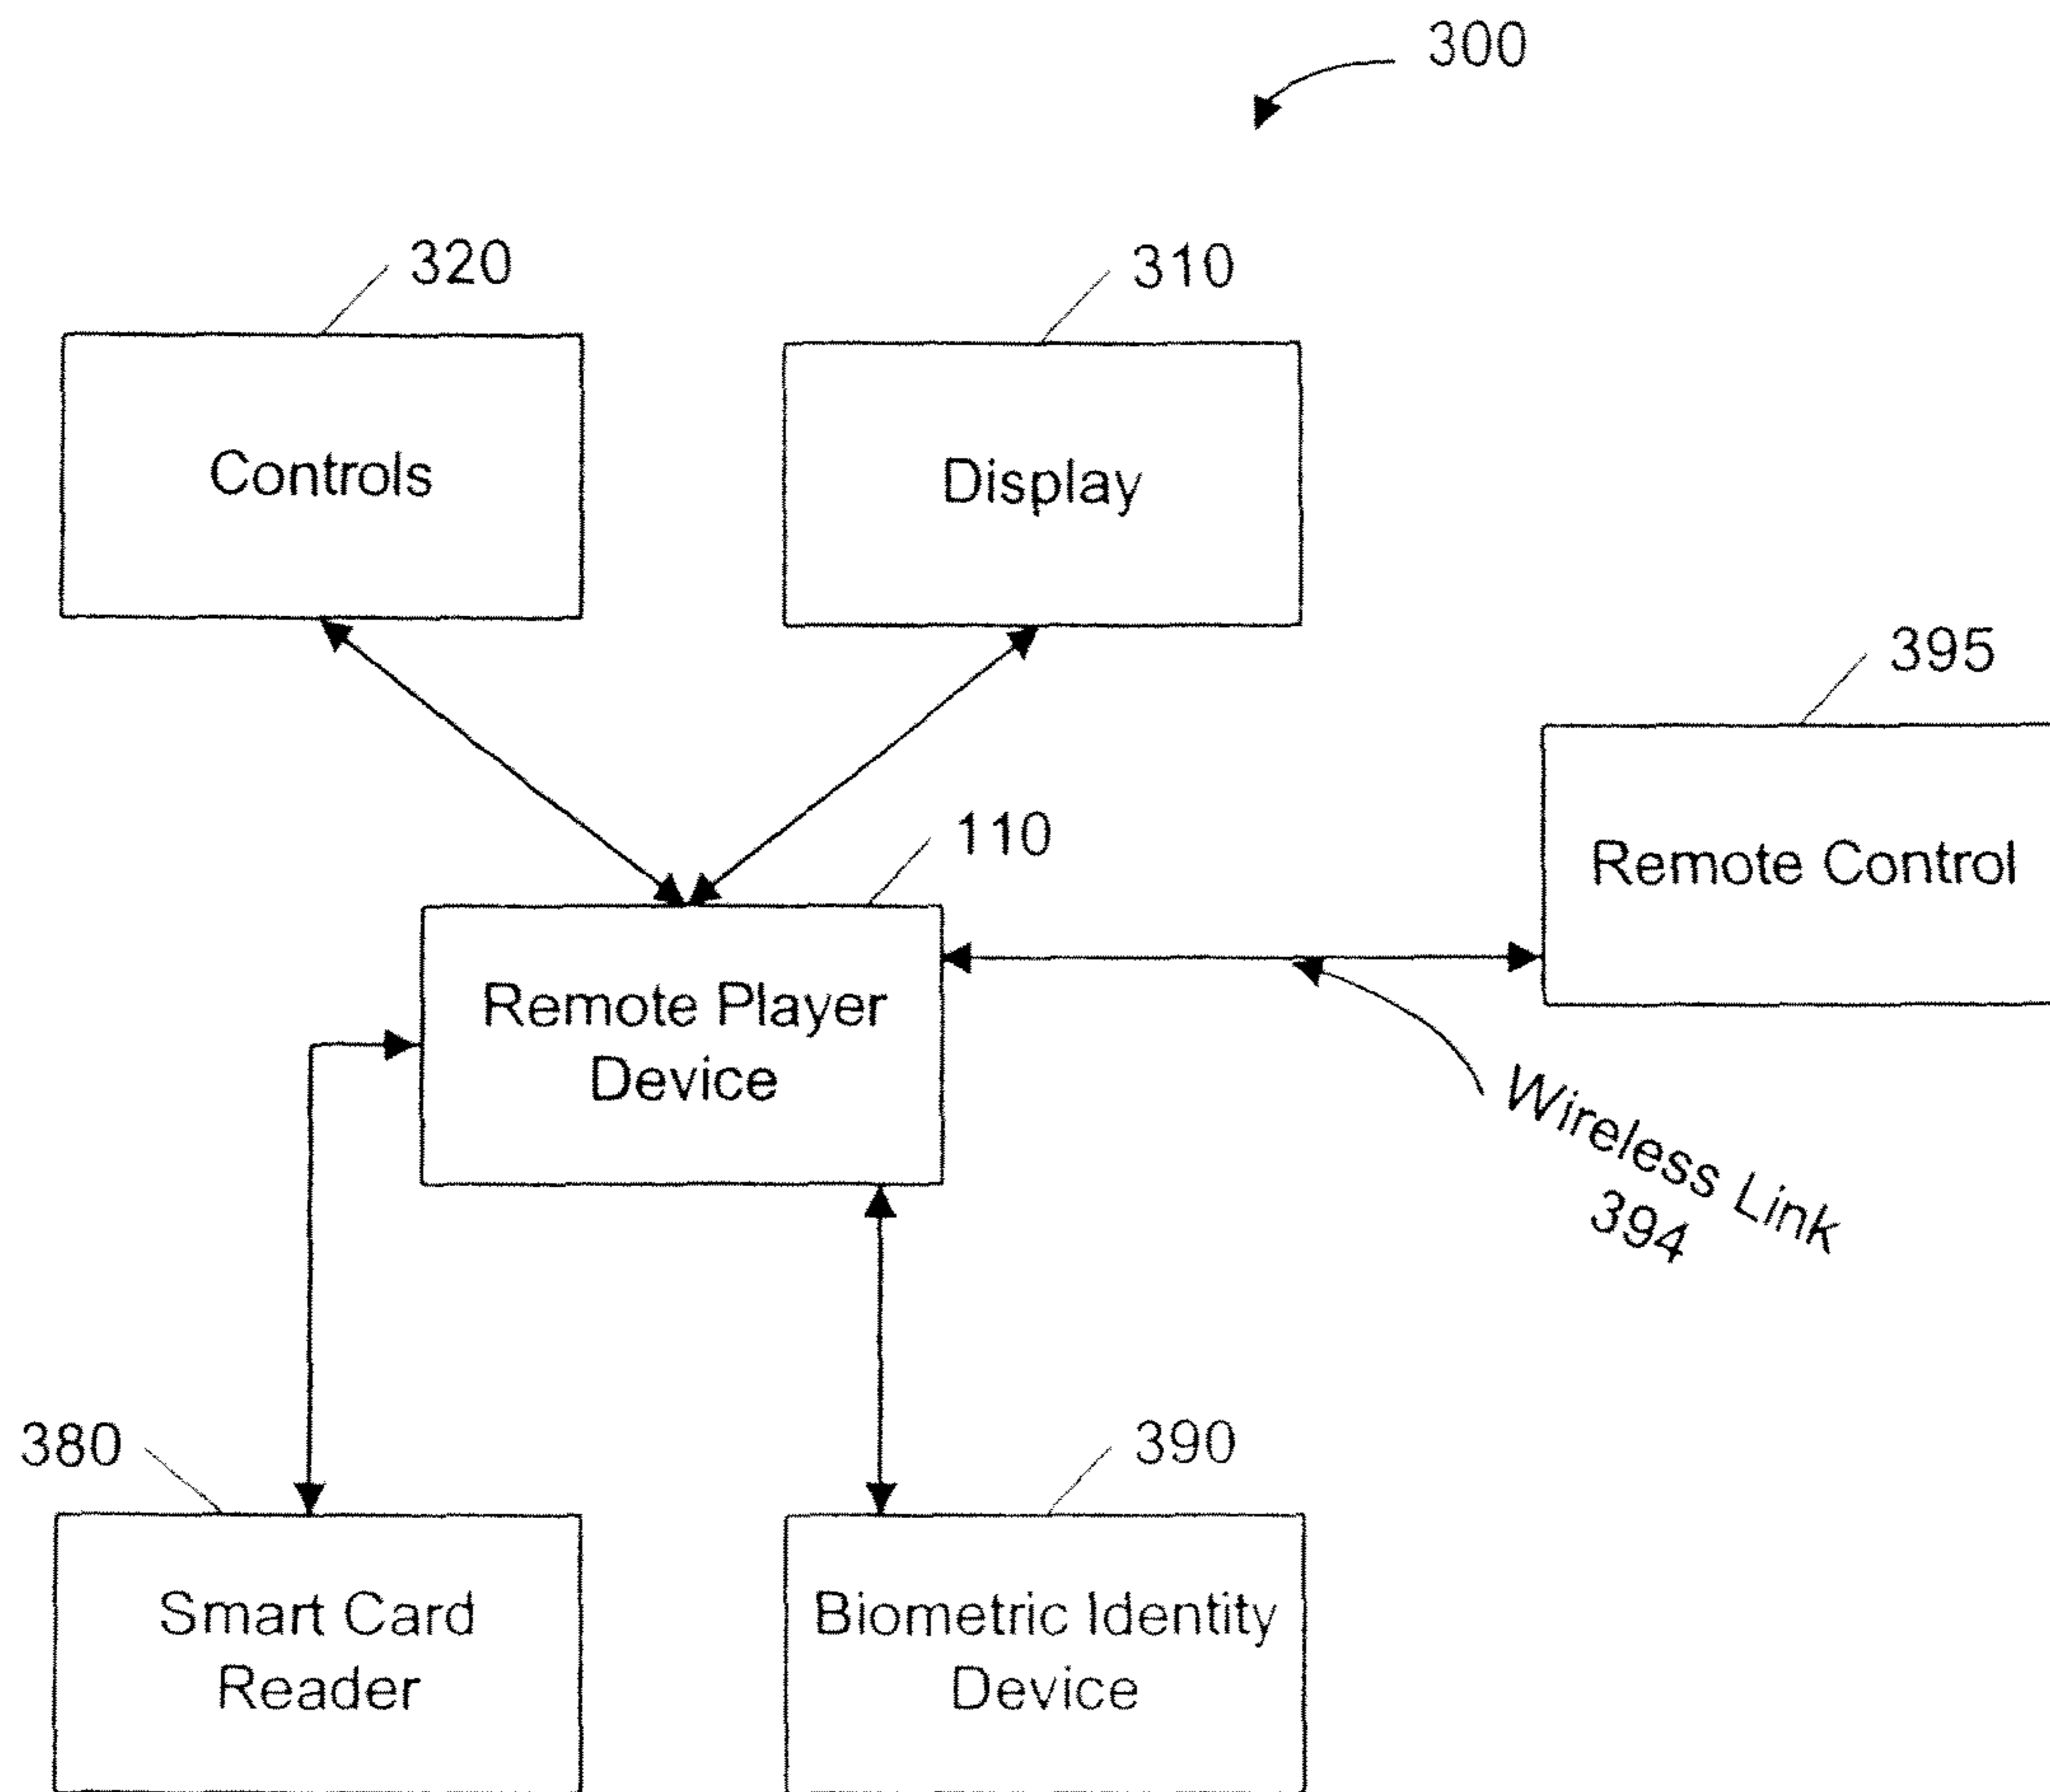 300
320
310
Controls
Display
395
Remote Control
110
Remote Player
Device
Wireless Link
394
380
390
Smart Card
Reader
Biometric Identity
Device